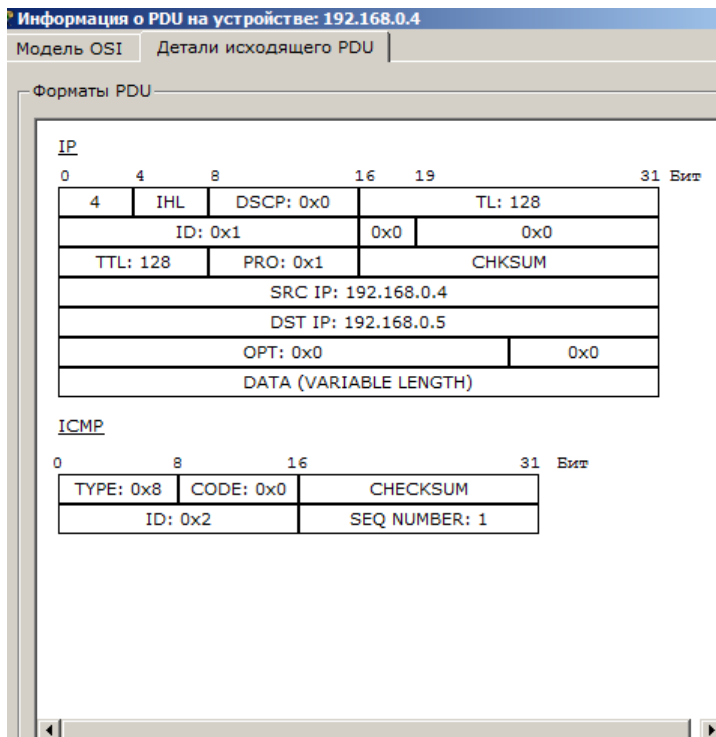 Информация о PDU на устройстве: 192.168.0.4
Модель OSI Детали исходящего PDU
Форматы PDU
IP
0 4 8 16 19 31 Бит
4 IHL DSCP: 0x0 TL: 128
ID: 0x1 0x0 0x0
TTL: 128 PRO: 0x1 CHKSUM
SRC IP: 192.168.0.4
DST IP: 192.168.0.5
OPT: 0x0 0x0
DATA (VARIABLE LENGTH)
ICMP
0 8 16 31 Бит
TYPE: 0x8 CODE: 0x0 CHECKSUM
ID: 0x2 SEQ NUMBER: 1